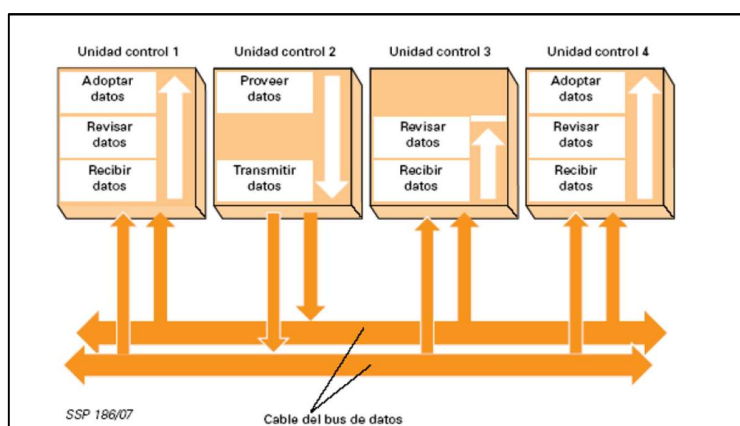 Unidad control 1
Unidad control 2
Unidad control 3
Unidad control 4
Adoptar
datos
Revisar
datos
Recibir
datos
Proveer
datos
Transmitir
datos
Revisar
datos
Recibir
datos
Adoptar
datos
Revisar
datos
Recibir
datos
SSP 186/07
Cable del bus de datos